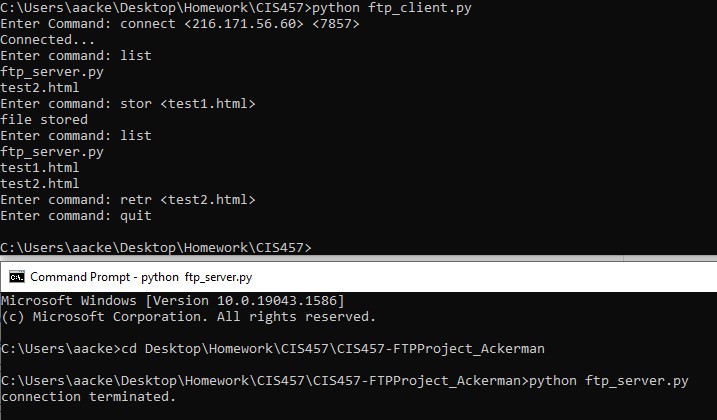 C:\Users\aacke\Desktop\Homework\CIS457>python ftp_client.py
Enter Command: connect <216.171.56.60> <7857>
Connected...
Enter command: list
ftp_server.py
test2.html
Enter command: stor <test1.html>
file stored
Enter command: list
ftp_server.py
test1.html
test2.html
Enter command: retr <test2.html>
Enter command: quit
C:\Users\aacke\Desktop\Homework\CIS457>
Command Prompt - python ftp_server.py
Microsoft Windows [Version 10.0.19043.1586]
(c) Microsoft Corporation. All rights reserved.
C:\Users\aacke>cd Desktop\Homework\CIS457\CIS457-FTPProject_Ackerman
C:\Users\aacke\Desktop\Homework\CIS457\CIS457-FTPProject_Ackerman>python ftp_server.py
connection terminated.